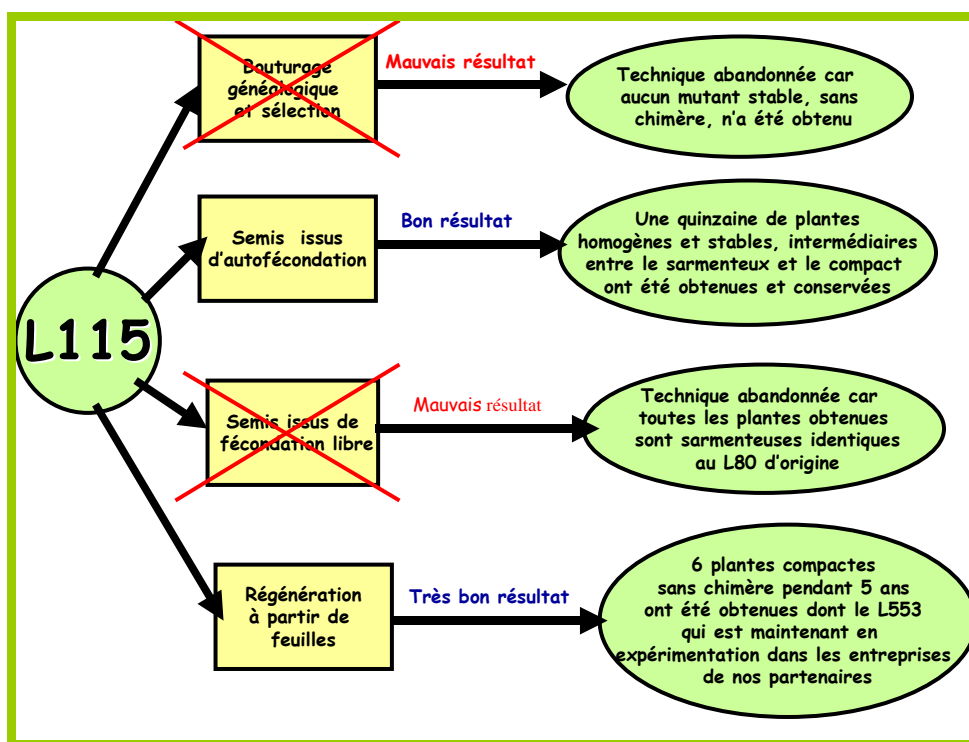 Bouturage
généalogique
et sélection
Mauvais résultat
Technique abandonnée car
aucun mutant stable, sans
chimère, n'a été obtenu
Semis issus
d'autofécondation
Bon résultat
Une quinzaine de plantes
homogènes et stables, intermédiaires
entre le sarmenteux et le compact
ont été obtenues et conservées
L115
Semis issus de
fécondation libre
Mauvais résultat
Technique abandonnée car
toutes les plantes obtenues
sont sarmenteuses identiques
au L80 d'origine
Régénération
à partir de
feuilles
Très bon résultat
6 plantes compactes
sans chimère pendant 5 ans
ont été obtenues dont le L553
qui est maintenant en
expérimentation dans les entreprises
de nos partenaires